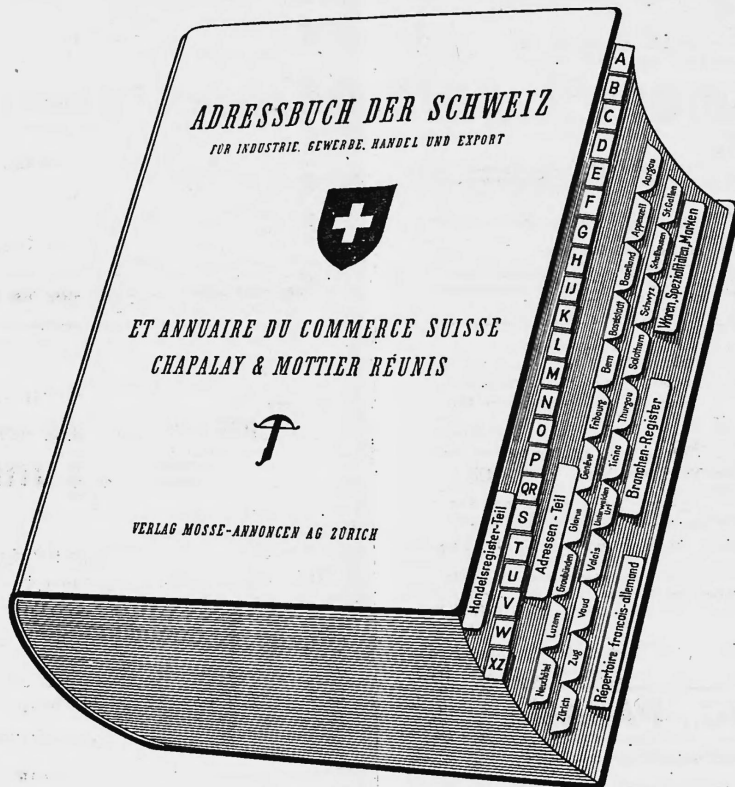 ADRESSBUCH DER SCHWEIZ
FÜR INDUSTRIE, GEWERBE, HANDEL UND EXPORT
ET ANNUAIRE DU COMMERCE SUISSE
CHAPALAY & MOTTIER RÉUNIS
VERLAG MOSSE-ANNONCEN AG ZÜRICH
Handelsregister-Teil
A
B
C
D
E
F
G
H
IJ
K
L
M
N
O
P
QR
S
T
U
V
W
XZ
Adressen-Teil
Aargau
Appenzell
Baselland
Baselstadt
Bern
Fribourg
Genève
Glarus
Graubünden
Luzern
Neuchâtel
St.Gallen
Schaffhausen
Schwyz
Solothurn
Thurgau
Ticino
Unterwalden
Uri
Valais
Vaud
Zug
Zürich
Waren, Spezialitäten, Marken
Branchen-Register
Répertoire francais-allemand